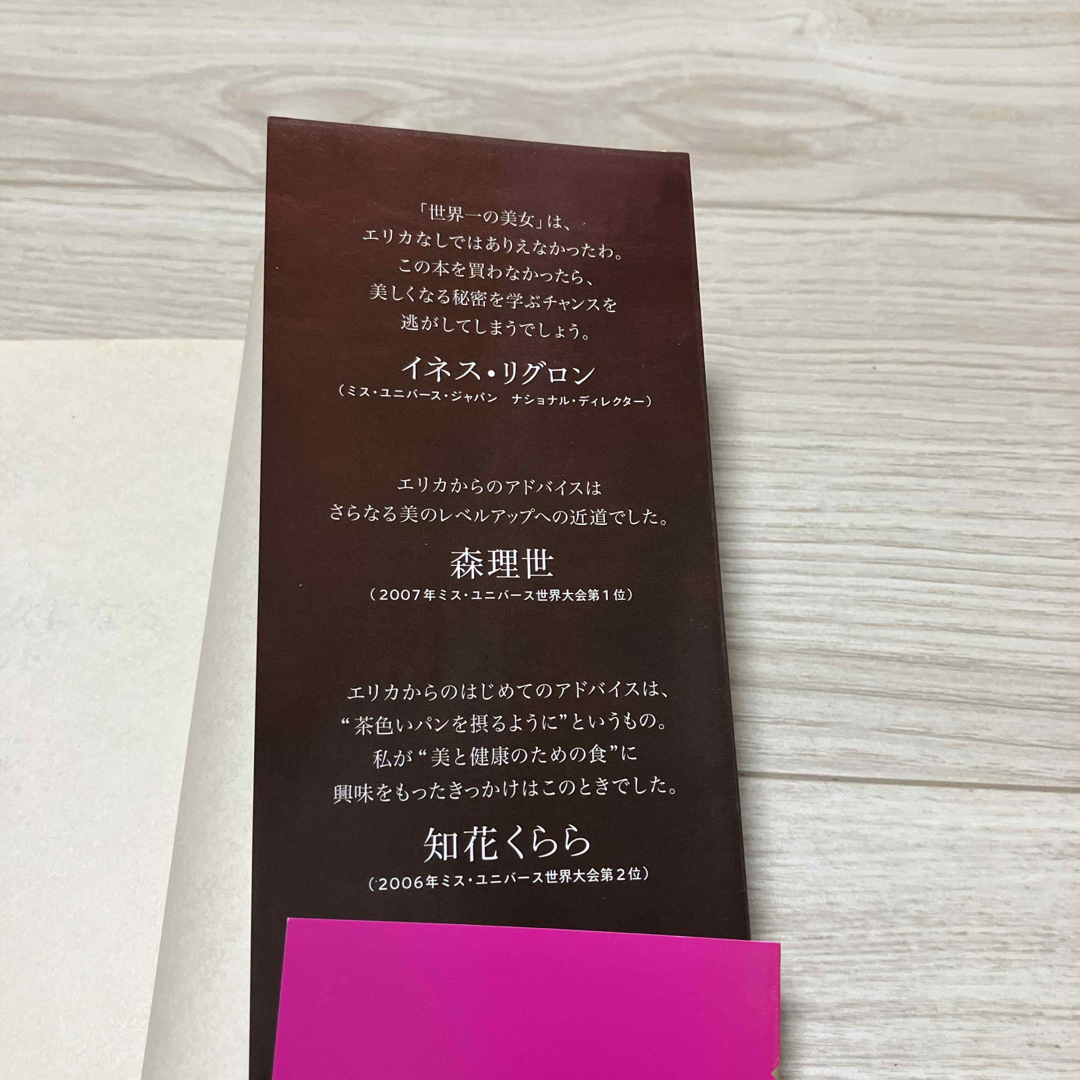 「世界一の美女」は、
エリカなしではありえなかったわ。
この本を買わなかったら、
美しくなる秘密を学ぶチャンスを
逃がしてしまうでしょう。
イネス・リグロン
（ミス・ユニバース・ジャパン　ナショナル・ディレクター）
エリカからのアドバイスは
さらなる美のレベルアップへの近道でした。
森理世
（2007年ミス・ユニバース世界大会第1位）
エリカからのはじめてのアドバイスは、
“茶色いパンを摂るように”というもの。
私が“美と健康のための食”に
興味をもったきっかけはこのときでした。
知花くらら
（2006年ミス・ユニバース世界大会第2位）